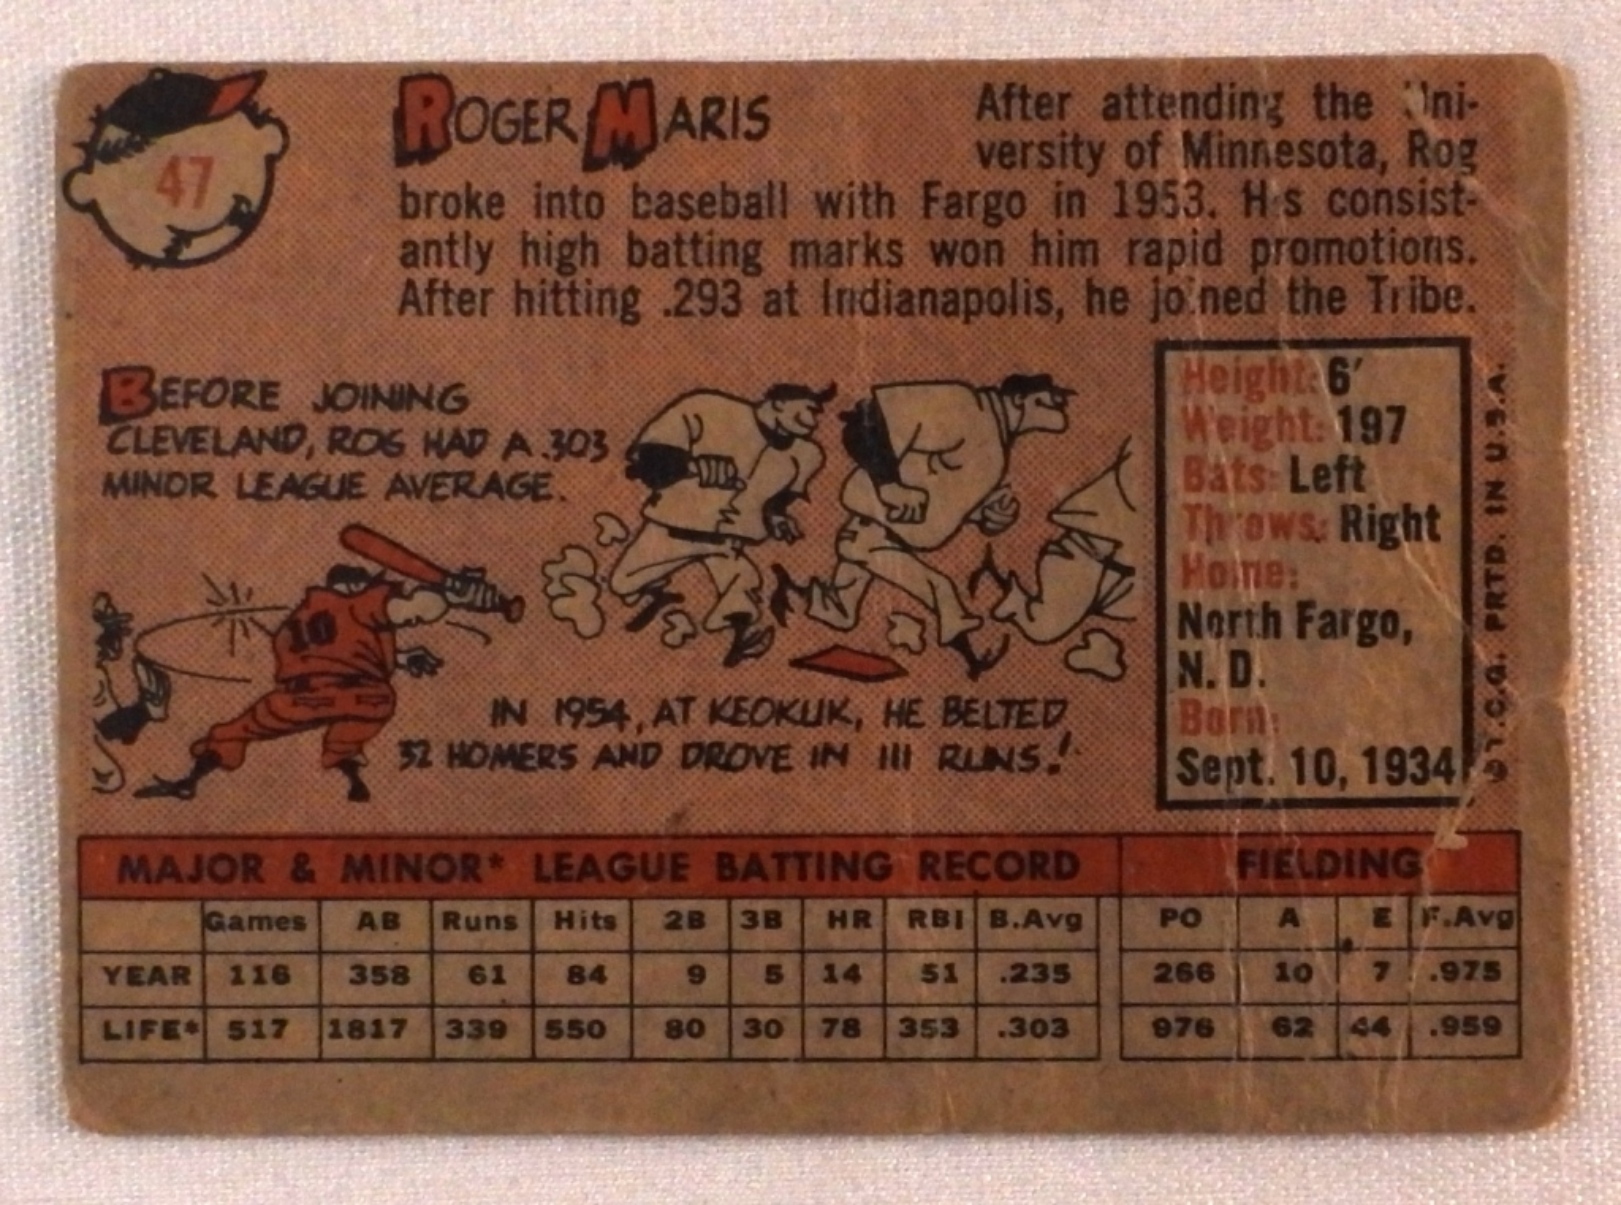 47
ROGER MARIS
After attending the Uni-
versity of Minnesota, Rog
broke into baseball with Fargo in 1953. His consist-
antly high batting marks won him rapid promotions.
After hitting .293 at Indianapolis, he joined the Tribe.
BEFORE JOINING
CLEVELAND, ROG HAD A .303
MINOR LEAGUE AVERAGE.
10
IN 1954, AT KEOKUK, HE BELTED
32 HOMERS AND DROVE IN 111 RUNS!
Height: 6'
Weight: 197
Bats: Left
Throws: Right
Home:
North Fargo,
N. D.
Born:
Sept. 10, 1934
© T.C.G. PRTD. IN U.S.A.
MAJOR & MINOR* LEAGUE BATTING RECORD FIELDING
Games AB Runs Hits 2B 3B HR RBI B.Avg PO A E F.Avg
YEAR 116 358 61 84 9 5 14 51 .235 266 10 7 .975
LIFE* 517 1817 339 550 80 30 78 353 .303 976 62 44 .959